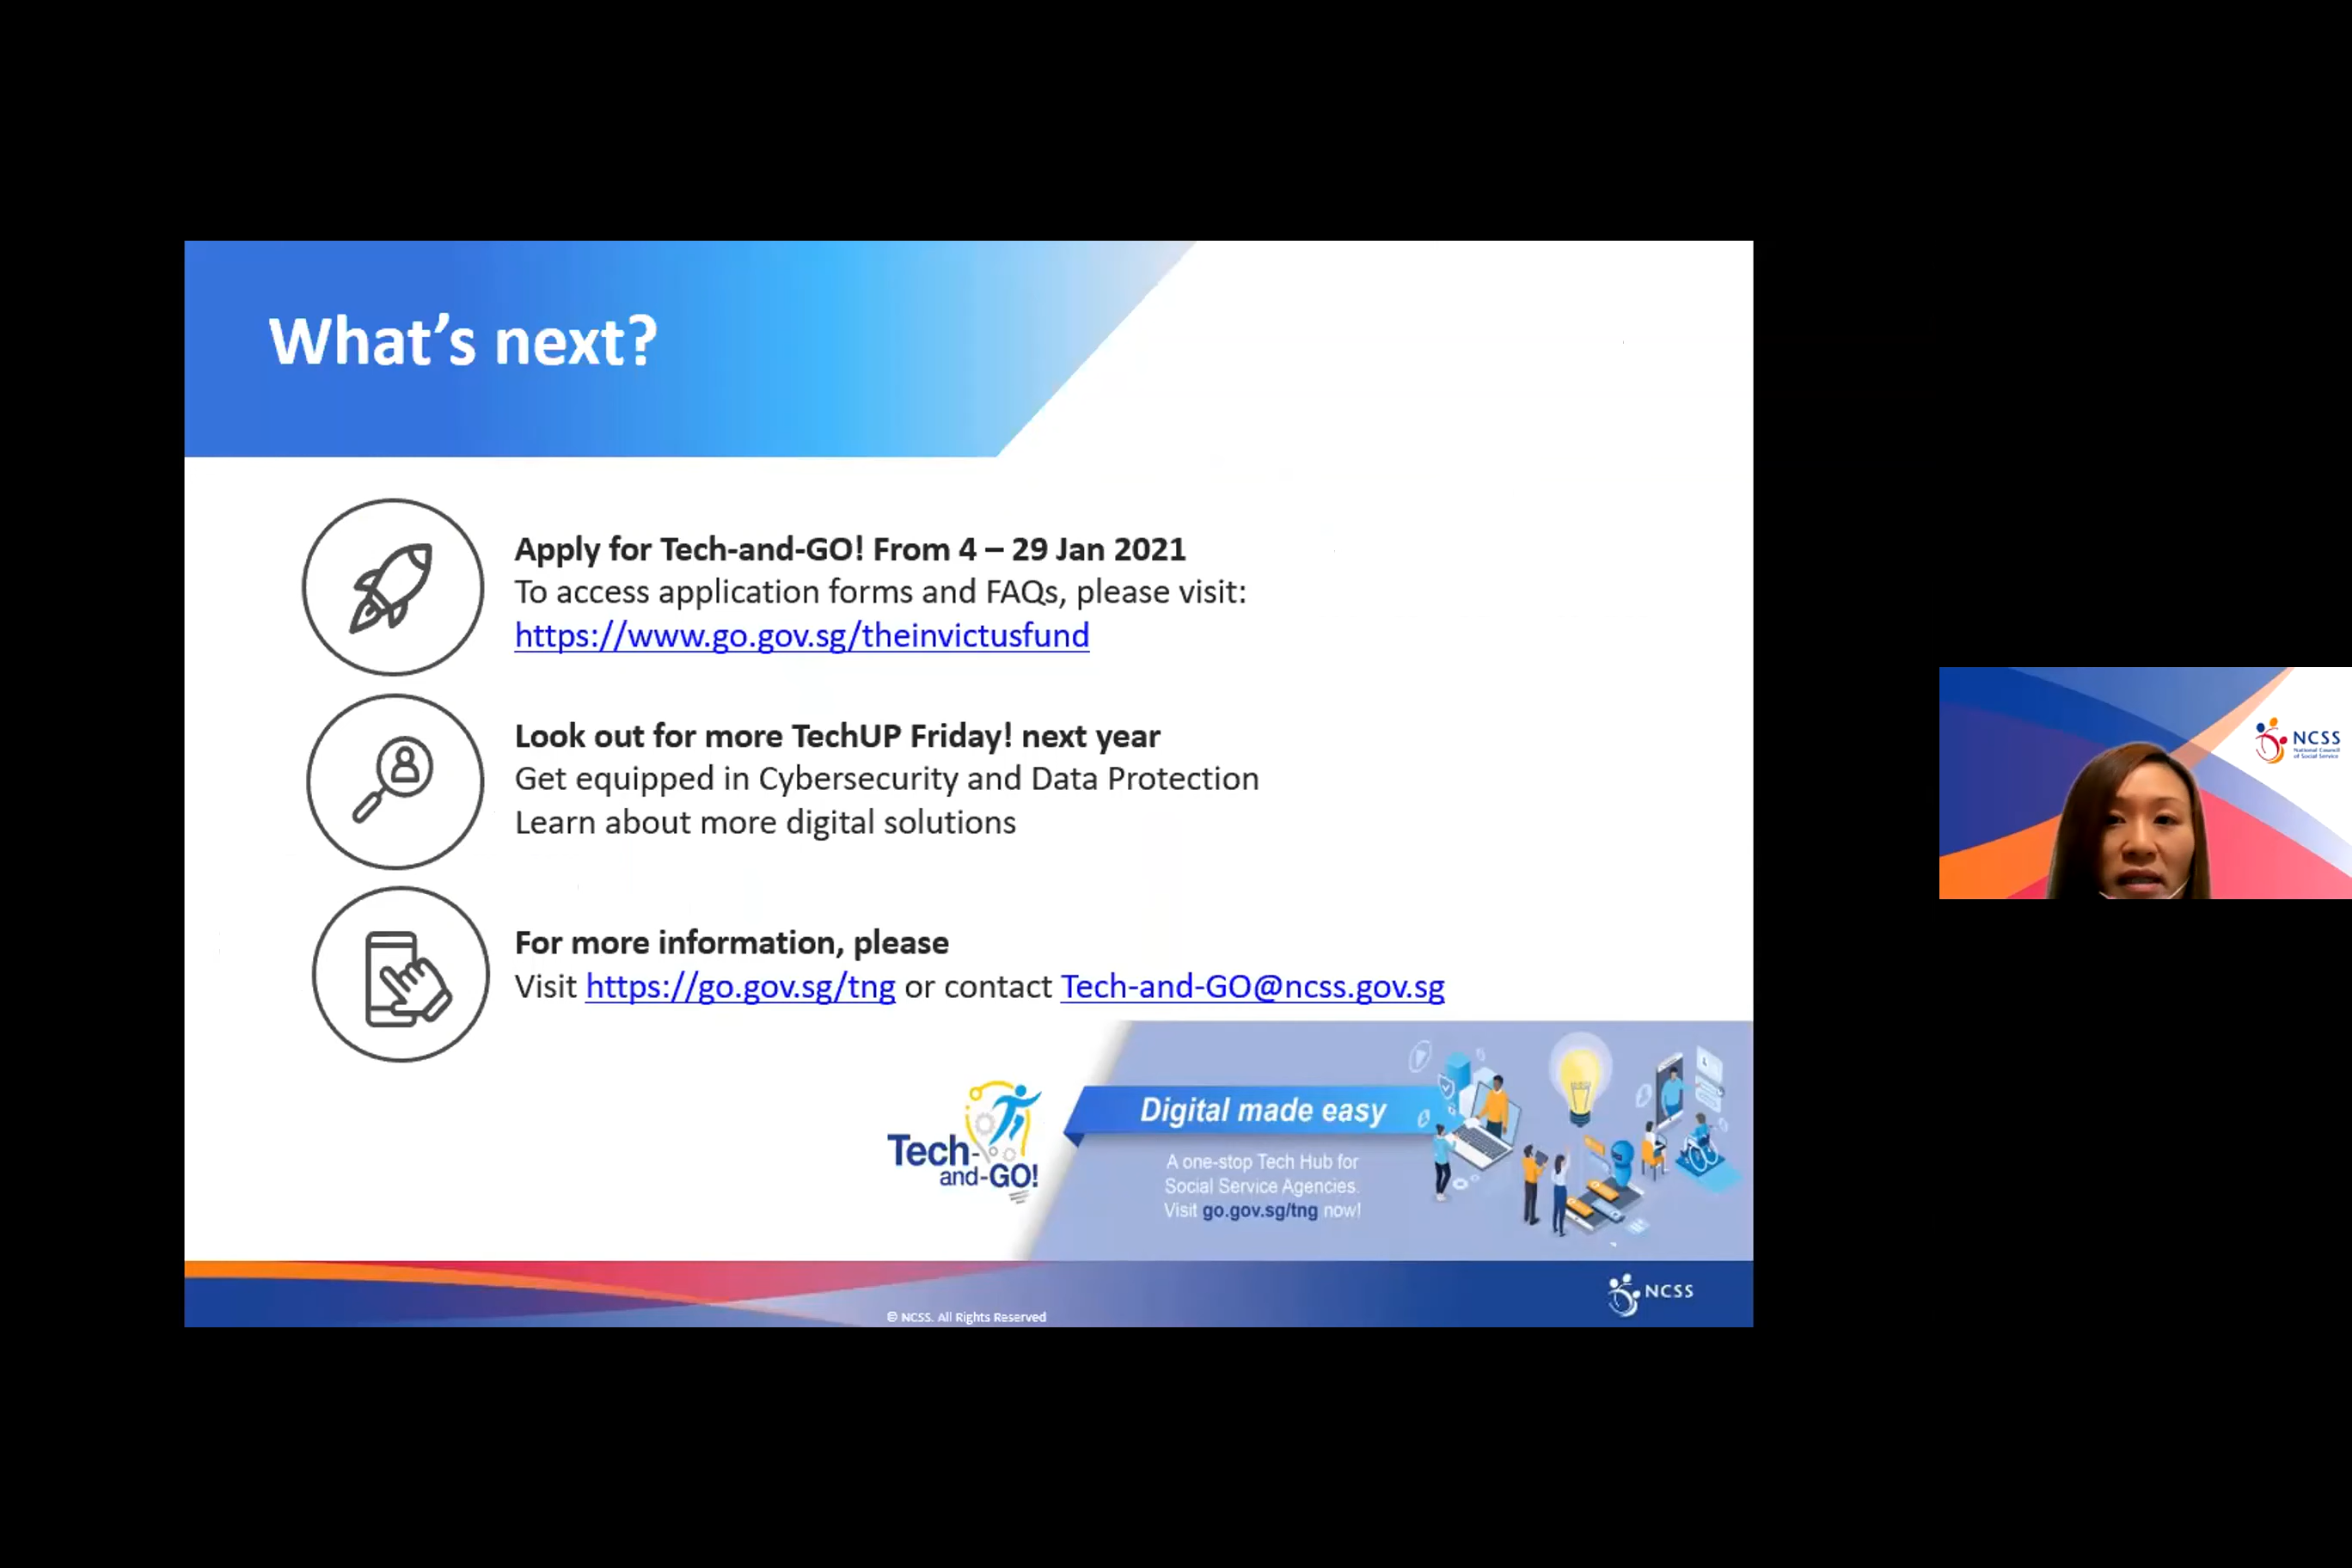 What's next?
Apply for Tech-and-GO! From 4 – 29 Jan 2021
To access application forms and FAQs, please visit:
https://www.go.gov.sg/theinvictusfund
Look out for more TechUP Friday! next year
Get equipped in Cybersecurity and Data Protection
Learn about more digital solutions
For more information, please
Visit https://go.gov.sg/tng or contact Tech-and-GO@ncss.gov.sg
Tech-
and-GO!
Digital made easy
A one-stop Tech Hub for
Social Service Agencies.
Visit go.gov.sg/tng now!
© NCSS. All Rights Reserved
NCSS
NCSS
National Council
of Social Service